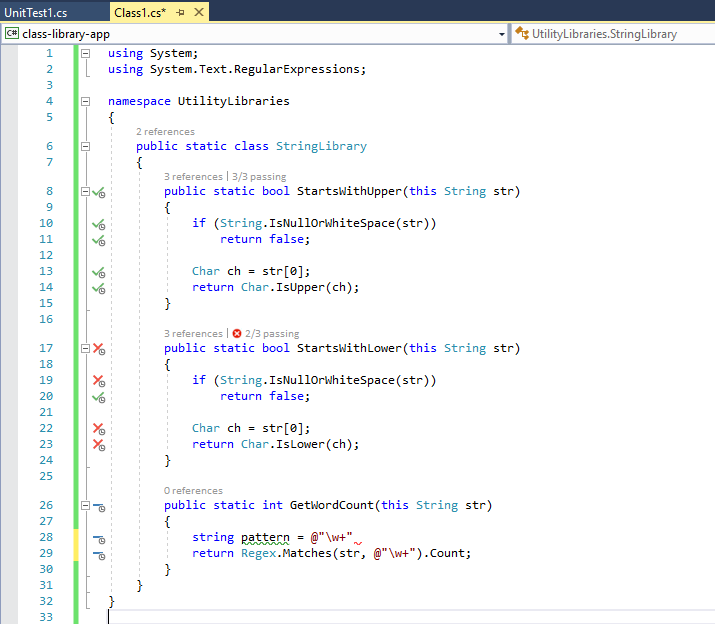 UnitTest1.cs Class1.cs*
C# class-library-app UtilityLibraries.StringLibrary
1 using System;
2 using System.Text.RegularExpressions;
3
4 namespace UtilityLibraries
5 {
2 references
6 public static class StringLibrary
7 {
3 references | 3/3 passing
8 public static bool StartsWithUpper(this String str)
9 {
10 if (String.IsNullOrWhiteSpace(str))
11 return false;
12
13 Char ch = str[0];
14 return Char.IsUpper(ch);
15 }
16
3 references | 2/3 passing
17 public static bool StartsWithLower(this String str)
18 {
19 if (String.IsNullOrWhiteSpace(str))
20 return false;
21
22 Char ch = str[0];
23 return Char.IsLower(ch);
24 }
25
0 references
26 public static int GetWordCount(this String str)
27 {
28 string pattern = @"\w+"
29 return Regex.Matches(str, @"\w+").Count;
30 }
31 }
32 }
33